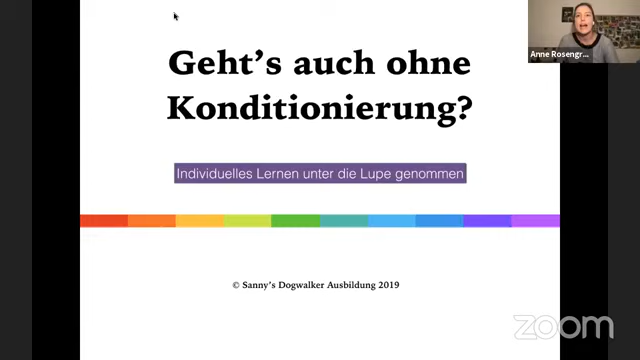 Geht's auch ohne
Konditionierung?
Individuelles Lernen unter die Lupe genommen
© Sanny's Dogwalker Ausbildung 2019
Anne Rosengr...
zoom